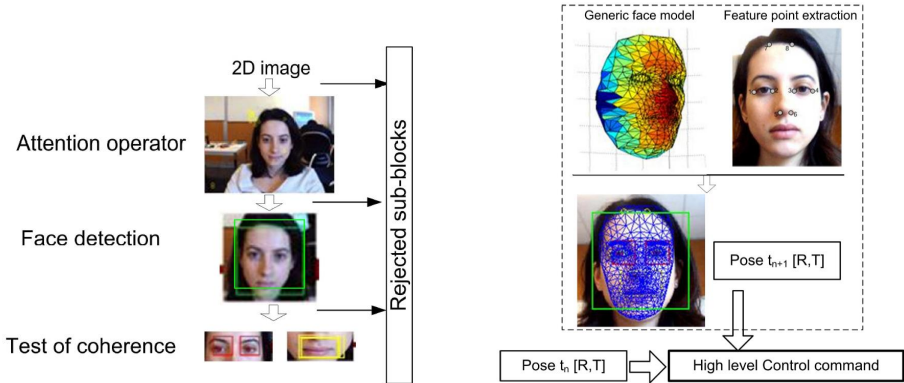 2D image
Attention operator
Face detection
Test of coherence
Rejected sub-blocks
Generic face model
Feature point extraction
Pose tn+1 [R,T]
Pose tn [R,T]
High level Control command